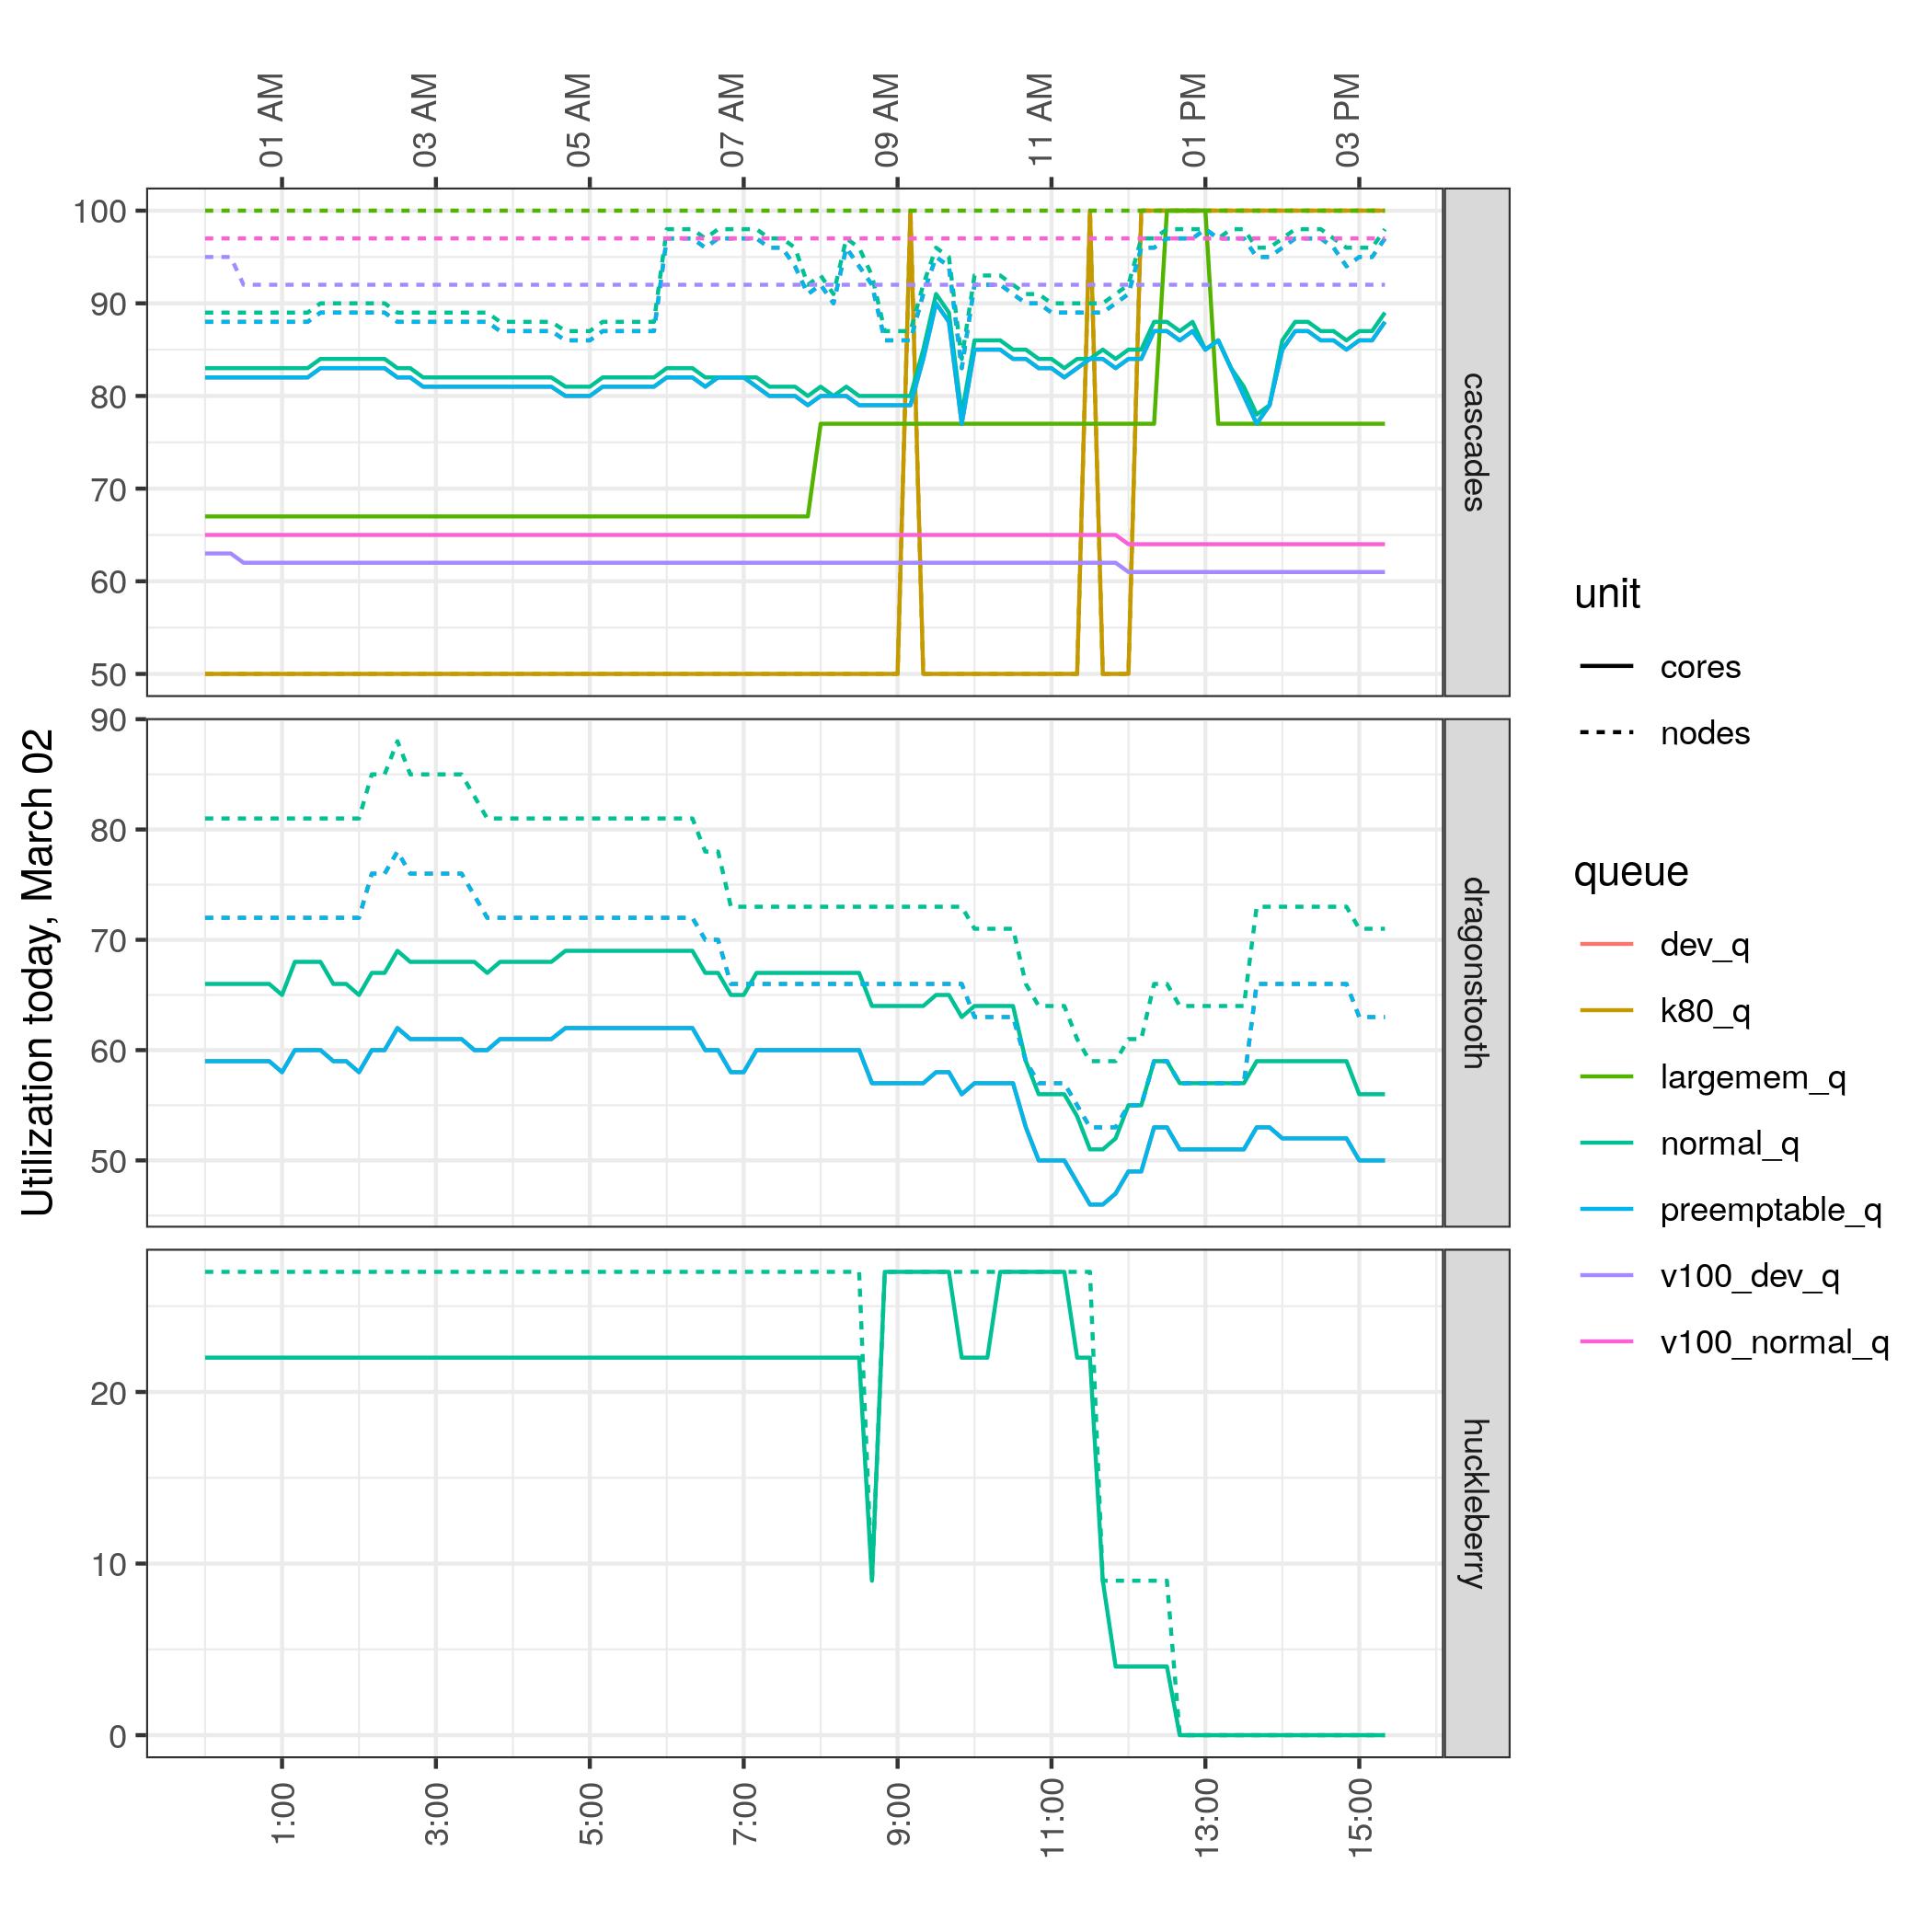 01 AM
03 AM
05 AM
07 AM
09 AM
11 AM
01 PM
03 PM
Utilization today, March 02
100
90
80
70
60
50
cascades
90
80
70
60
50
dragonstooth
20
10
0
huckleberry
1:00
3:00
5:00
7:00
9:00
11:00
13:00
15:00
unit
cores
nodes
queue
dev_q
k80_q
largemem_q
normal_q
preemptable_q
v100_dev_q
v100_normal_q